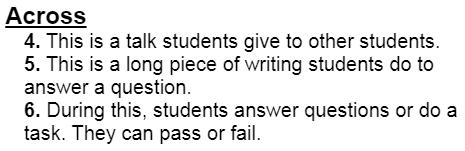 Across
4. This is a talk students give to other students.
5. This is a long piece of writing students do to
answer a question.
6. During this, students answer questions or do a
task. They can pass or fail.